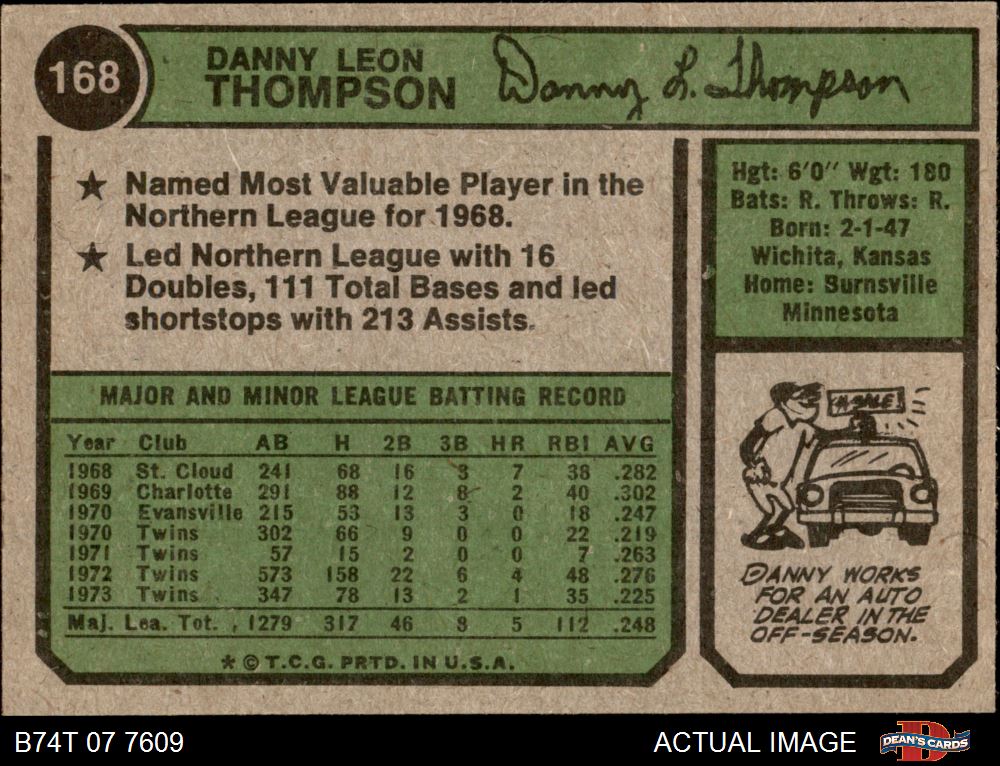 168
DANNY LEON
THOMPSON
Danny L. Thompson
★ Named Most Valuable Player in the
Northern League for 1968.
★ Led Northern League with 16
Doubles, 111 Total Bases and led
shortstops with 213 Assists.
Hgt: 6'0" Wgt: 180
Bats: R. Throws: R.
Born: 2-1-47
Wichita, Kansas
Home: Burnsville
Minnesota
MAJOR AND MINOR LEAGUE BATTING RECORD
Year Club AB H 2B 3B HR RBI AVG
1968 St. Cloud 241 68 16 3 7 38 .282
1969 Charlotte 291 88 12 8 2 40 .302
1970 Evansville 215 53 13 3 0 18 .247
1970 Twins 302 66 9 0 0 22 .219
1971 Twins 57 15 2 0 0 7 .263
1972 Twins 573 158 22 6 4 48 .276
1973 Twins 347 78 13 2 1 35 .225
Maj. Lea. Tot. 1279 317 46 8 5 112 .248
* © T.C.G. PRTD. IN U.S.A.
SALE!
DANNY WORKS
FOR AN AUTO
DEALER IN THE
OFF-SEASON.
B74T 07 7609
ACTUAL IMAGE
DEAN'S CARDS